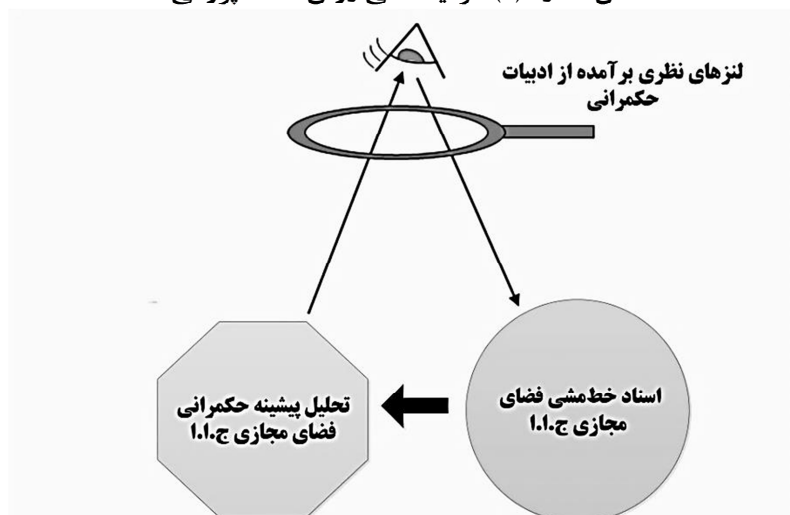 لنزهای نظری برآمده از ادبیات
حکمرانی
اسناد خط‌مشی فضای
مجازی ج.ا.ا
تحلیل پیشینه حکمرانی
فضای مجازی ج.ا.ا